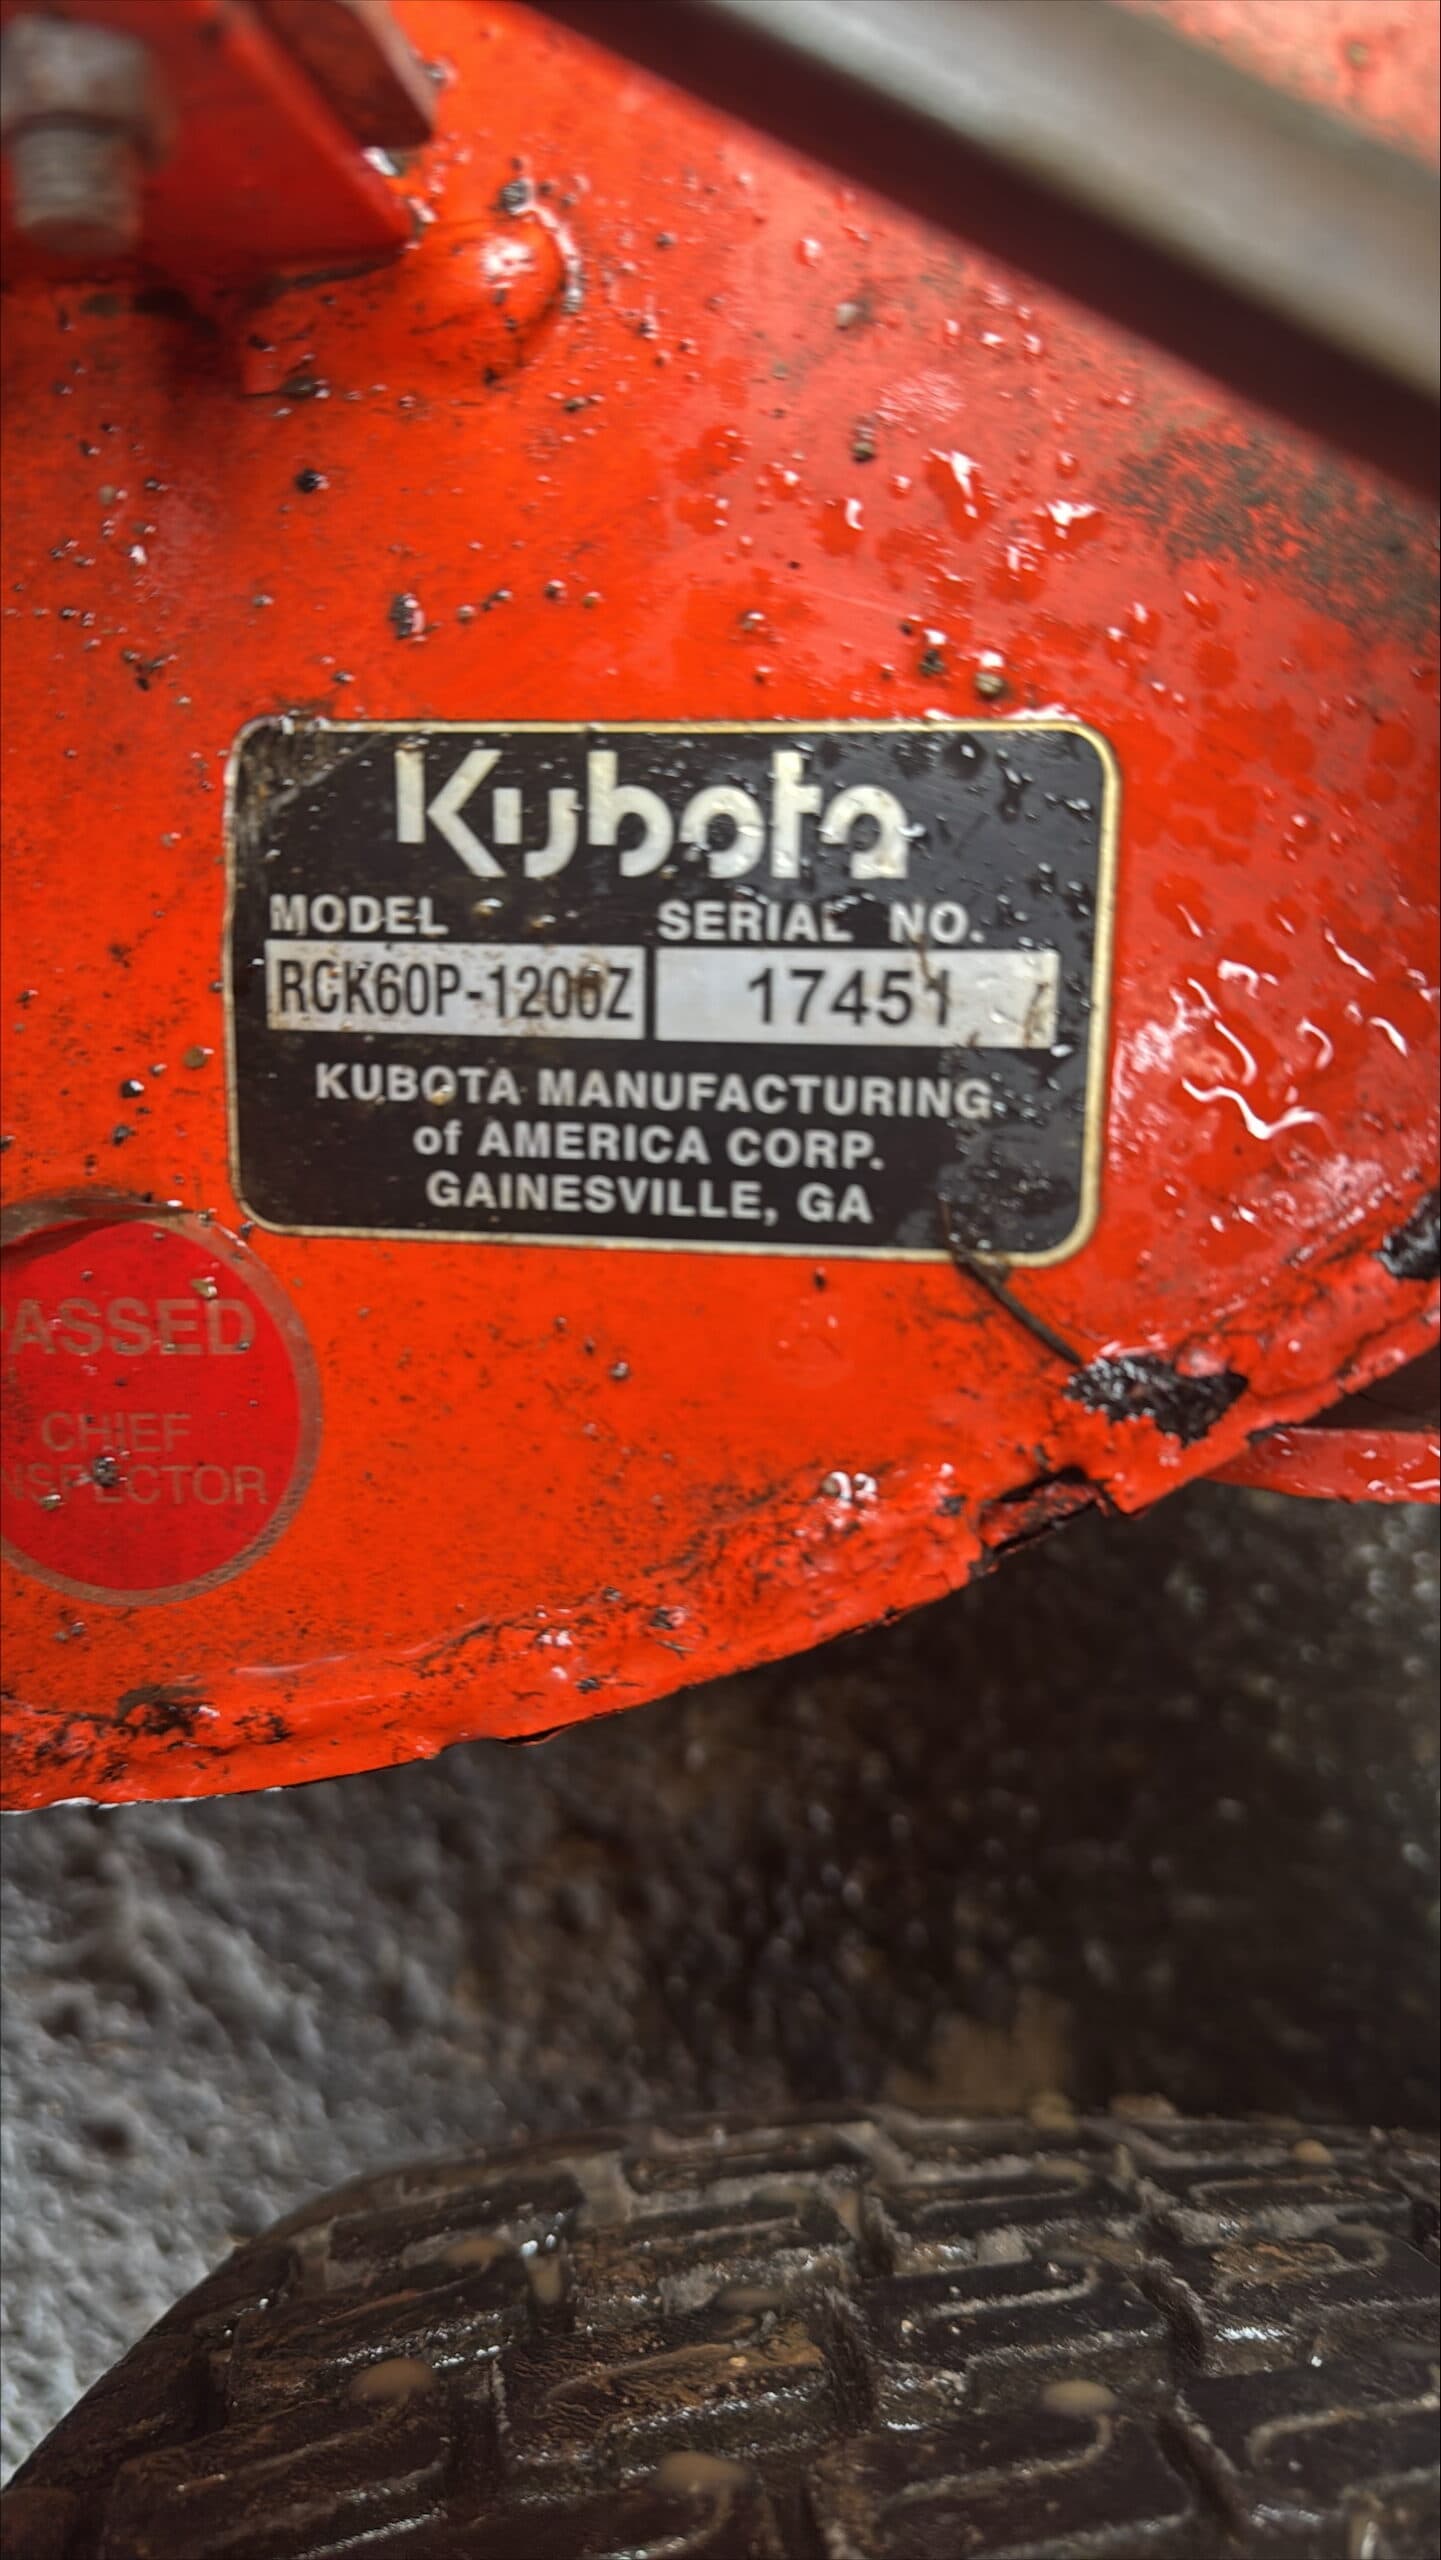 Kubota
MODEL SERIAL NO.
RCK60P-1200Z 17451
KUBOTA MANUFACTURING
of AMERICA CORP.
GAINESVILLE, GA
ASSED
CHIEF
NSPECTOR